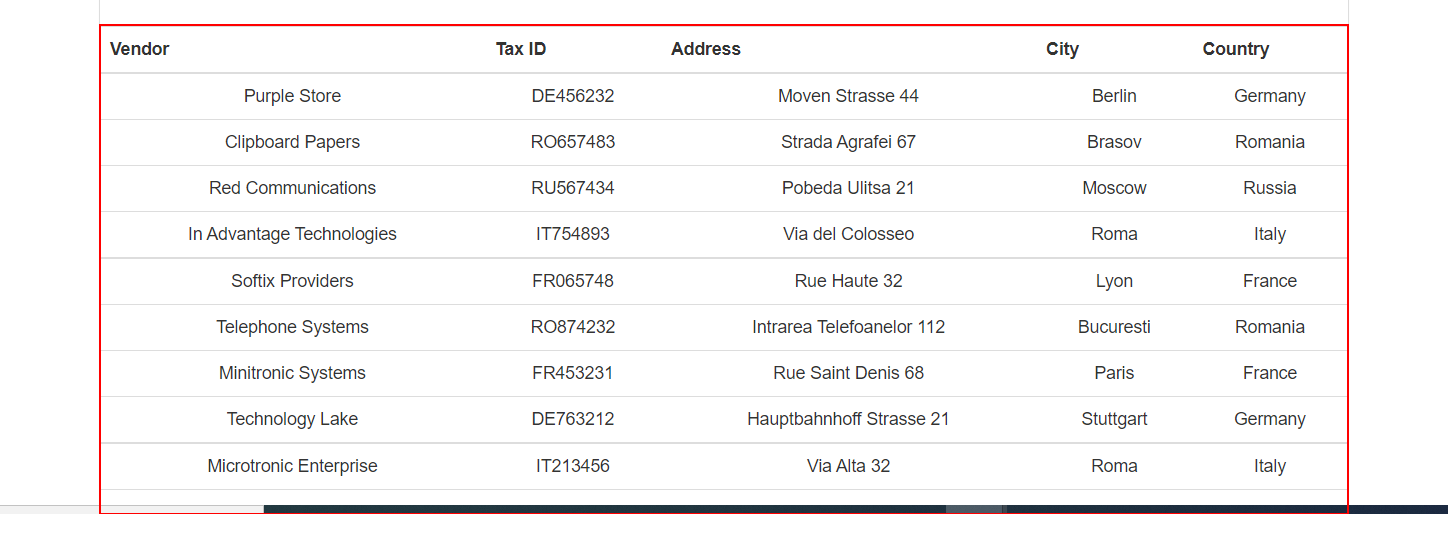 Vendor Tax ID Address City Country
Purple Store DE456232 Moven Strasse 44 Berlin Germany
Clipboard Papers RO657483 Strada Agrafei 67 Brasov Romania
Red Communications RU567434 Pobeda Ulitsa 21 Moscow Russia
In Advantage Technologies IT754893 Via del Colosseo Roma Italy
Softix Providers FR065748 Rue Haute 32 Lyon France
Telephone Systems RO874232 Intrarea Telefoanelor 112 Bucuresti Romania
Minitronic Systems FR453231 Rue Saint Denis 68 Paris France
Technology Lake DE763212 Hauptbahnhoff Strasse 21 Stuttgart Germany
Microtronic Enterprise IT213456 Via Alta 32 Roma Italy